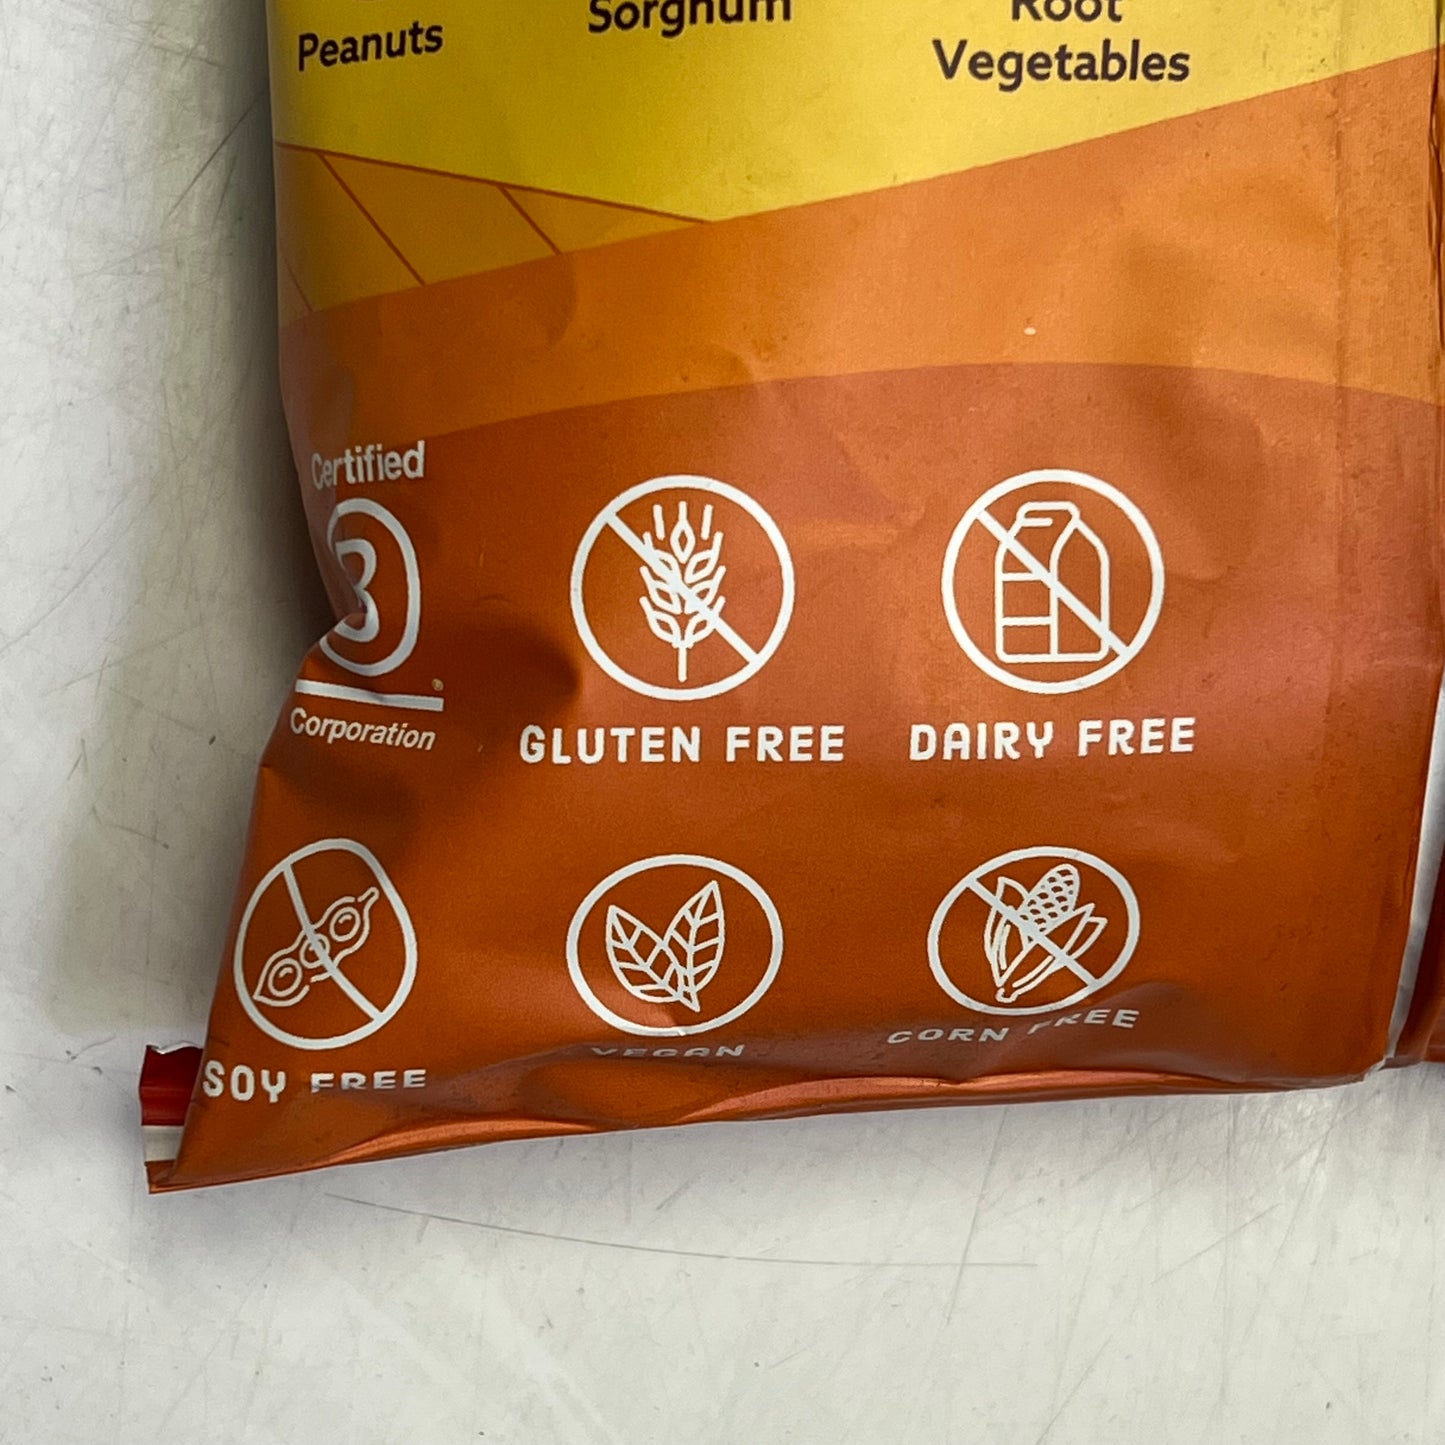 Peanuts
Sorghum
Root
Vegetables
Certified
B
®
Corporation
GLUTEN FREE
DAIRY FREE
SOY FREE
VEGAN
CORN FREE